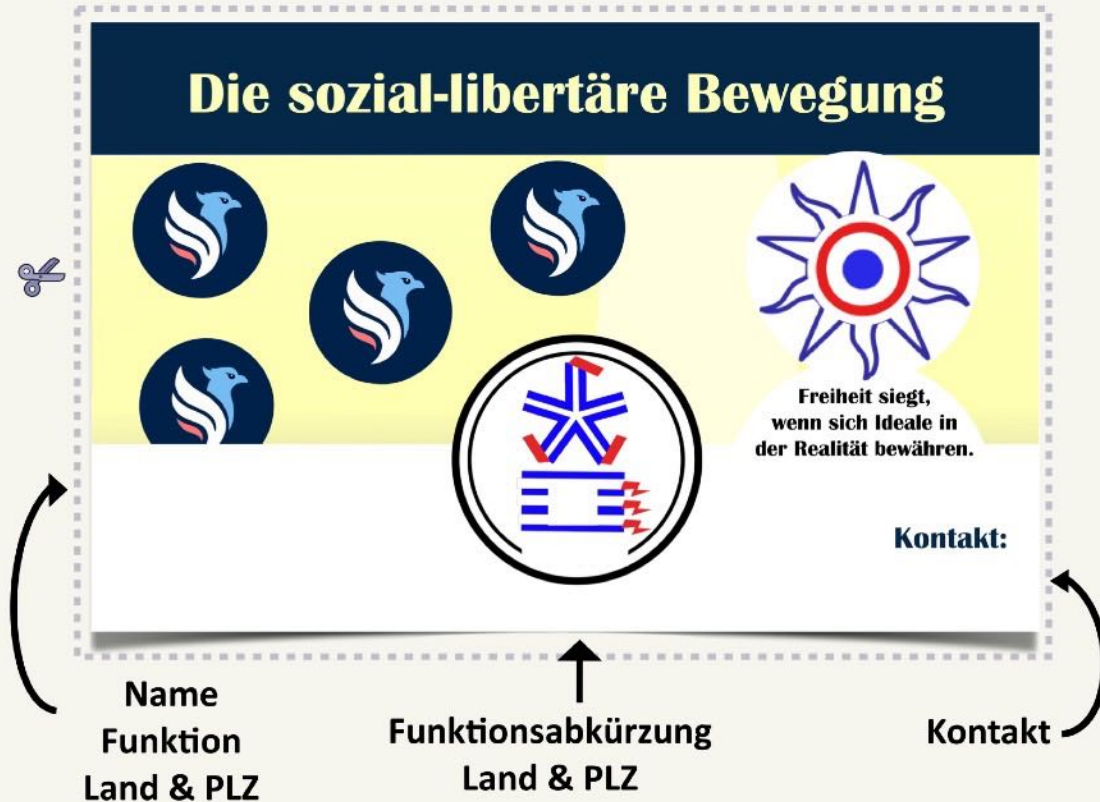 Die sozial-libertäre Bewegung
Freiheit siegt,
wenn sich Ideale in
der Realität bewähren.
Kontakt:
Name
Funktion
Land & PLZ
Funktionsabkürzung
Land & PLZ
Kontakt